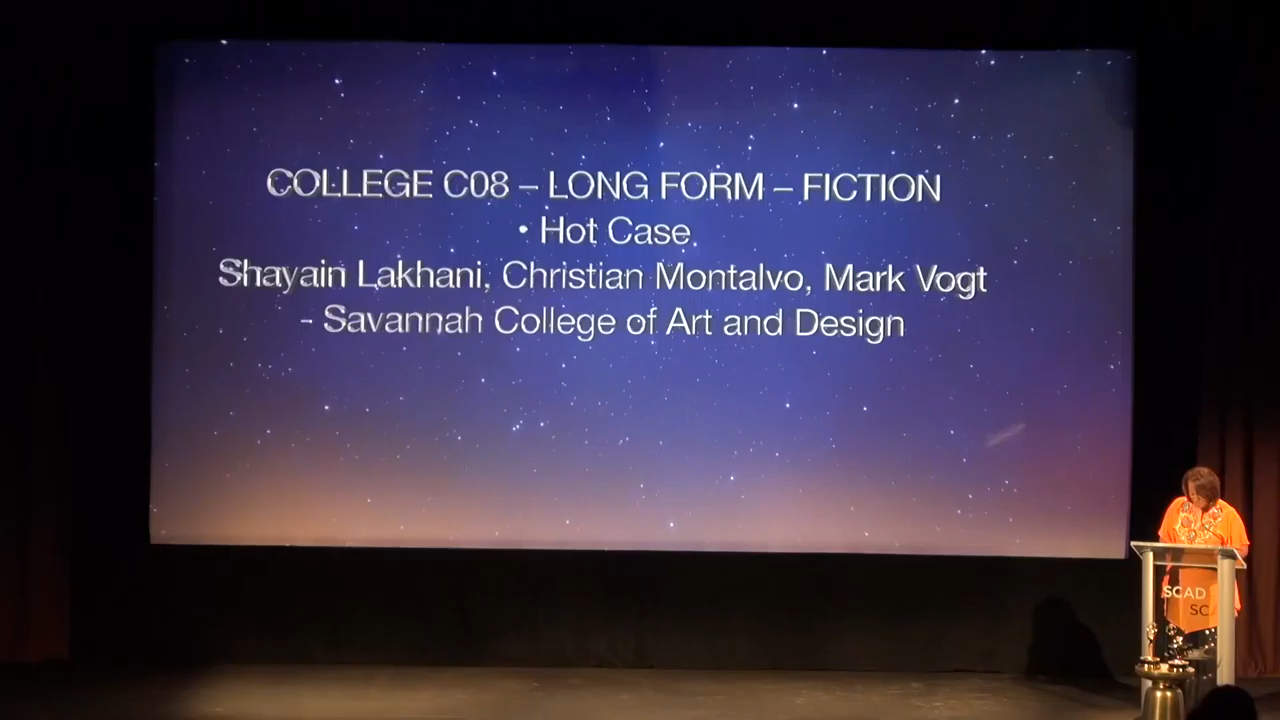 COLLEGE C08 – LONG FORM – FICTION
• Hot Case
Shayain Lakhani, Christian Montalvo, Mark Vogt
- Savannah College of Art and Design
SCAD
SC